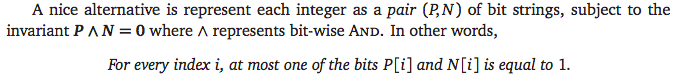 A nice alternative is represent each integer as a pair (P, N) of bit strings, subject to the
invariant P ∧ N = 0 where ∧ represents bit-wise AND. In other words,
For every index i, at most one of the bits P[i] and N[i] is equal to 1.